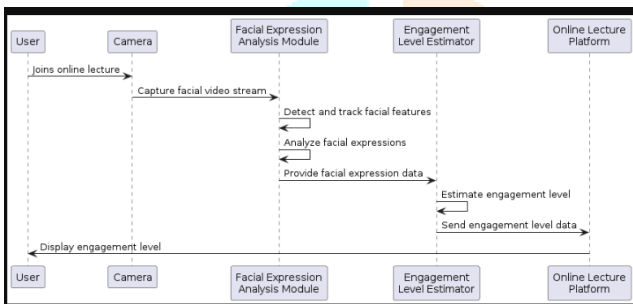 User
Camera
Facial Expression
Analysis Module
Engagement
Level Estimator
Online Lecture
Platform
Joins online lecture
Capture facial video stream
Detect and track facial features
Analyze facial expressions
Provide facial expression data
Estimate engagement level
Send engagement level data
Display engagement level
User
Camera
Facial Expression
Analysis Module
Engagement
Level Estimator
Online Lecture
Platform